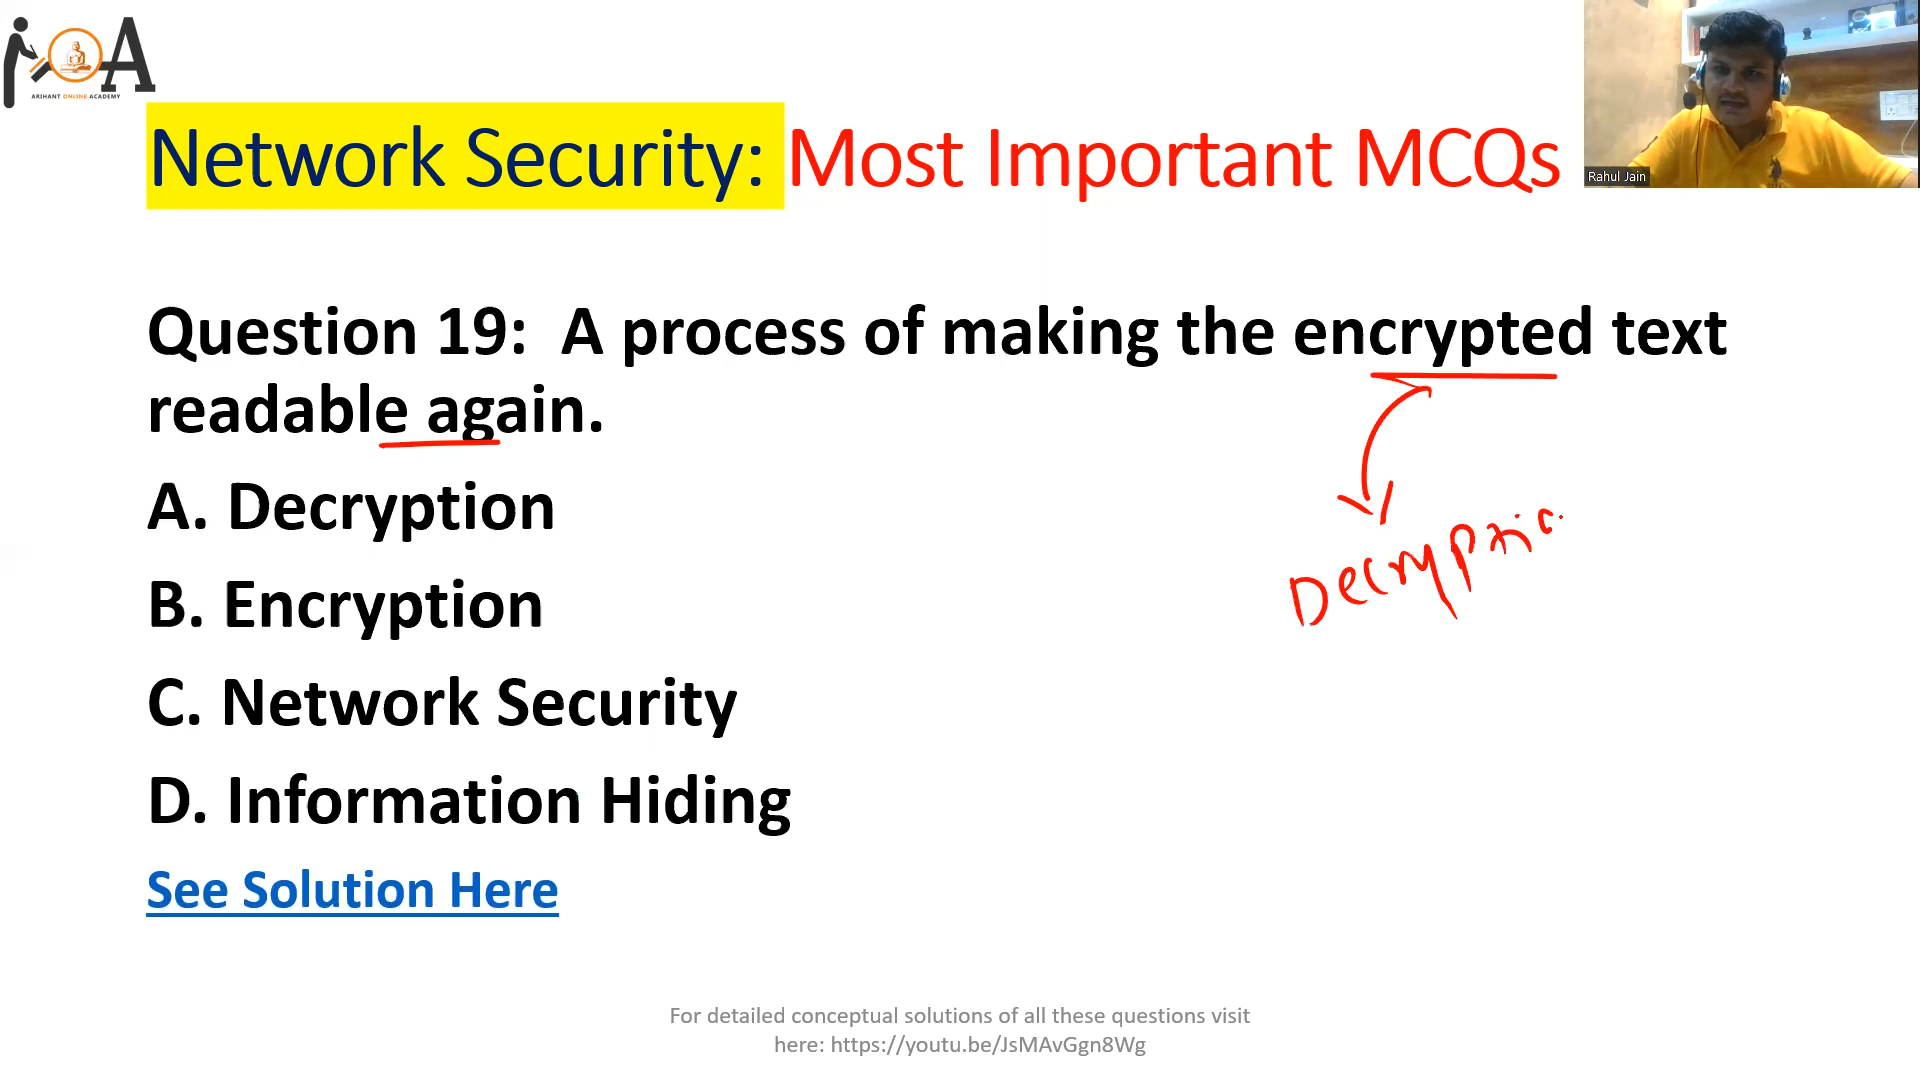 A
ARIHANT ONLINE ACADEMY
Rahul Jain
Network Security: Most Important MCQs
Question 19: A process of making the encrypted text
readable again.
A. Decryption
B. Encryption
C. Network Security
D. Information Hiding
Decryptio
See Solution Here
For detailed conceptual solutions of all these questions visit
here: https://youtu.be/JsMAvGgn8Wg